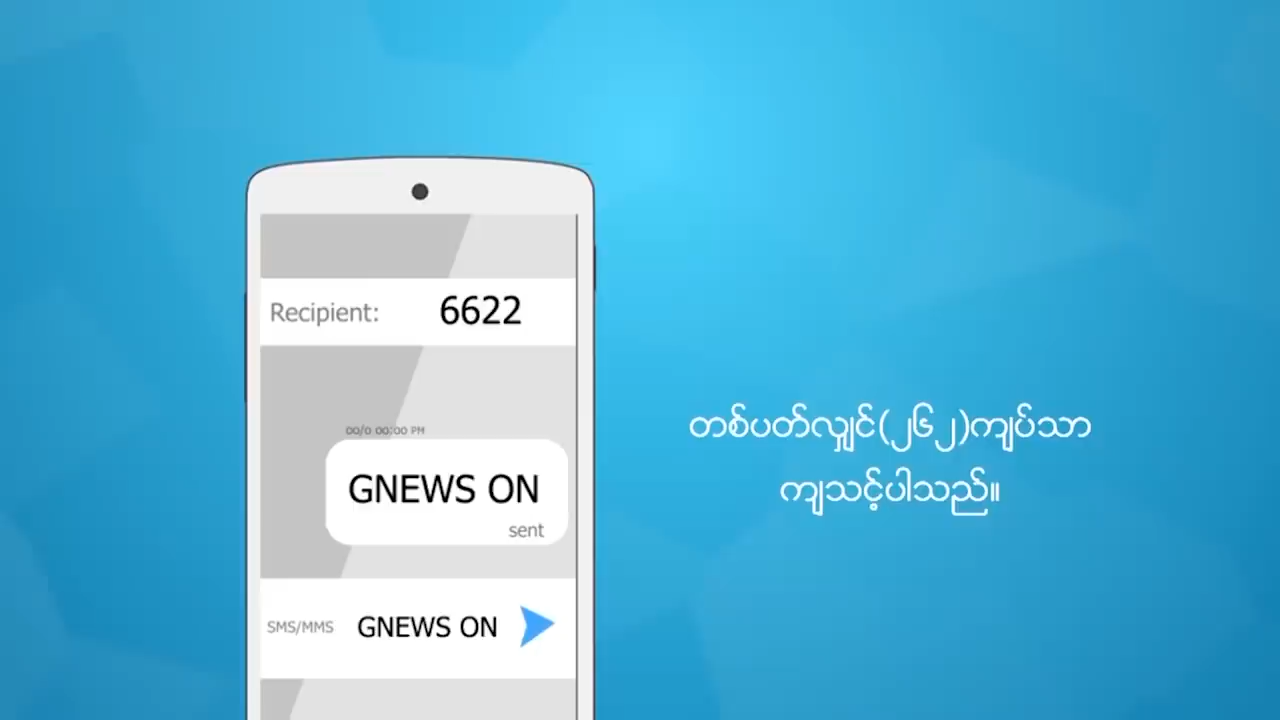 Recipient: 6622
00/0 00:00 PM
GNEWS ON
sent
SMS/MMS GNEWS ON
တစ်ပတ်လျှင်(၂၆၂)ကျပ်သာ
ကျသင့်ပါသည်။